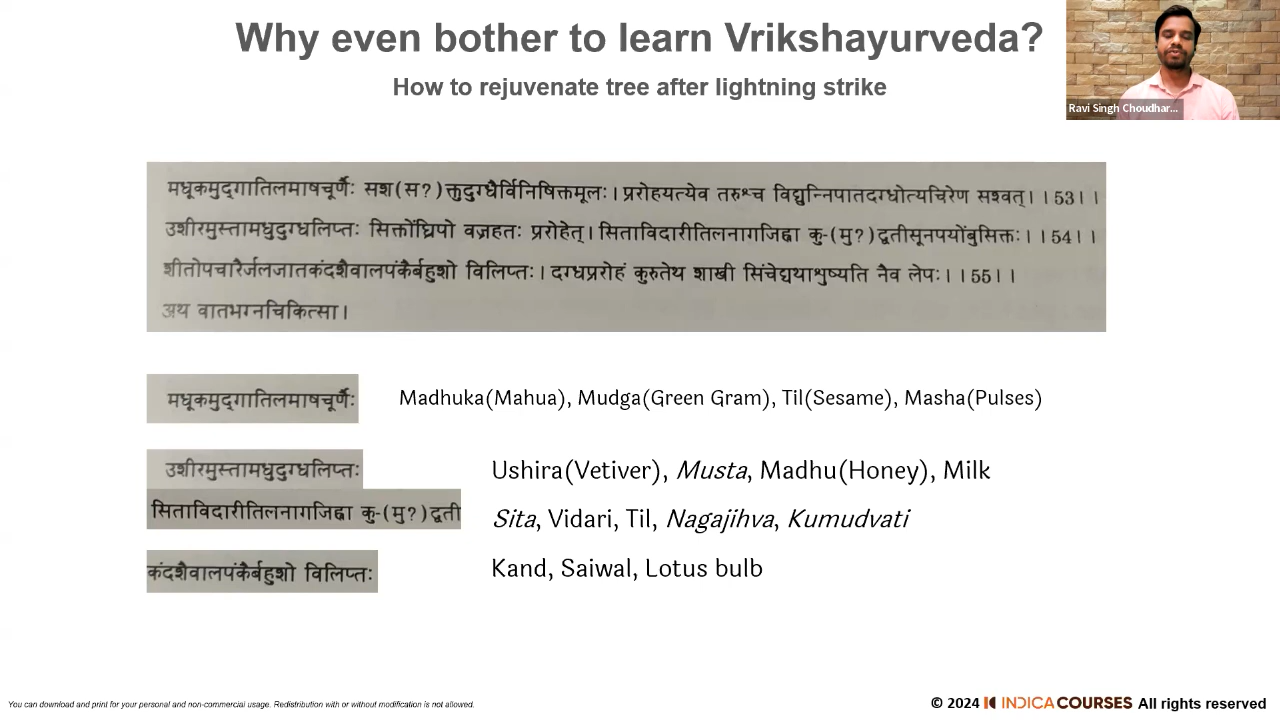 Why even bother to learn Vrikshayurveda?
How to rejuvenate tree after lightning strike
Ravi Singh Choudhar...
मधूकमुद्गातिलमाषचूर्णैः सश(स?)क्तुदुग्धैर्विनिषिक्तमूलः। प्ररोहयत्येव तरुश्च विद्युन्निपातदग्धोत्यचिरेण सश्वत्।।53।।
उशीरमुस्तामधुदुग्धलिप्तः सिक्तोंध्रिपो वज्रहतः प्ररोहेत्। सिताविदारीतिलनागजिह्वा कु-(मु?)द्वतीसूनपयोंबुसिक्तः।।54।।
शीतोपचारैर्जलजातकंदशैवालपंकैर्बहुशो विलिप्तः। दग्धप्ररोहं कुरुतेथ शाखी सिंचेद्यथाशुष्यति नैव लेपः।।55।।
अथ वातभग्नचिकित्सा।
मधूकमुद्गातिलमाषचूर्णैः Madhuka(Mahua), Mudga(Green Gram), Til(Sesame), Masha(Pulses)
उशीरमुस्तामधुदुग्धलिप्तः Ushira(Vetiver), Musta, Madhu(Honey), Milk
सिताविदारीतिलनागजिह्वा कु-(मु?)द्वती Sita, Vidari, Til, Nagajihva, Kumudvati
कंदशैवालपंकैर्बहुशो विलिप्तः Kand, Saiwal, Lotus bulb
You can download and print for your personal and non-commercial usage. Redistribution with or without modification is not allowed.
© 2024 INDICA COURSES All rights reserved